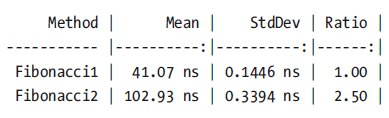 Method | Mean | StdDev | Ratio |
----------- |----------:|----------:|------:|
Fibonacci1 | 41.07 ns | 0.1446 ns | 1.00 |
Fibonacci2 | 102.93 ns | 0.3394 ns | 2.50 |